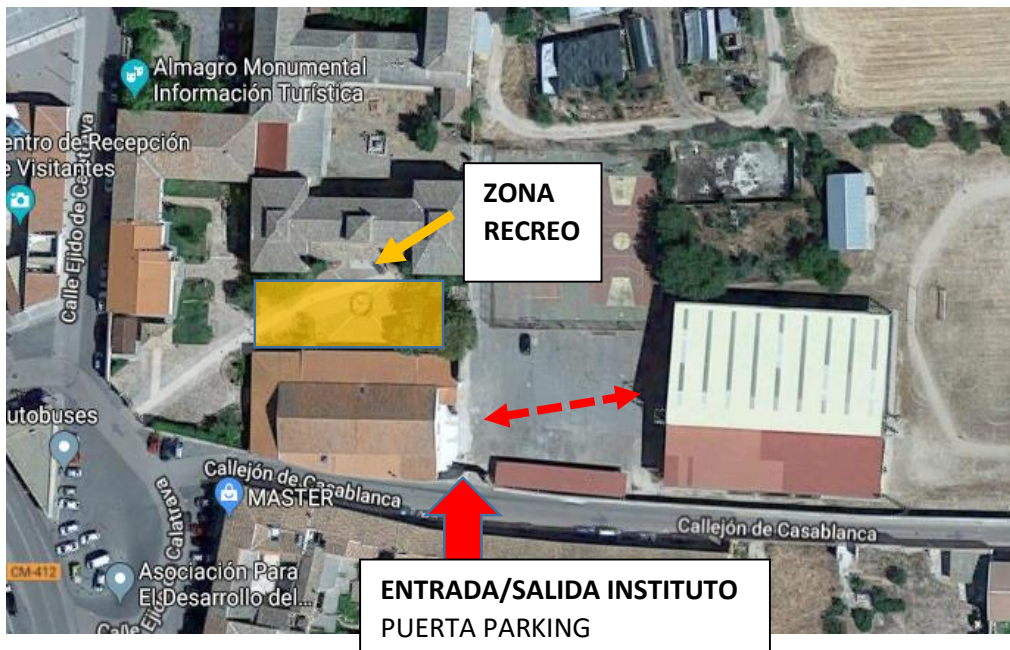 Almagro Monumental
Información Turística
entro de Recepción
e Visitantes
Calle Ejido de Calatrava
ZONA
RECREO
utobuses
Callejón de Casablanca
MASTER
Callejón de Casablanca
CM-412
Asociación Para
El Desarrollo del...
Calle Ejido Calatrava
ENTRADA/SALIDA INSTITUTO
PUERTA PARKING